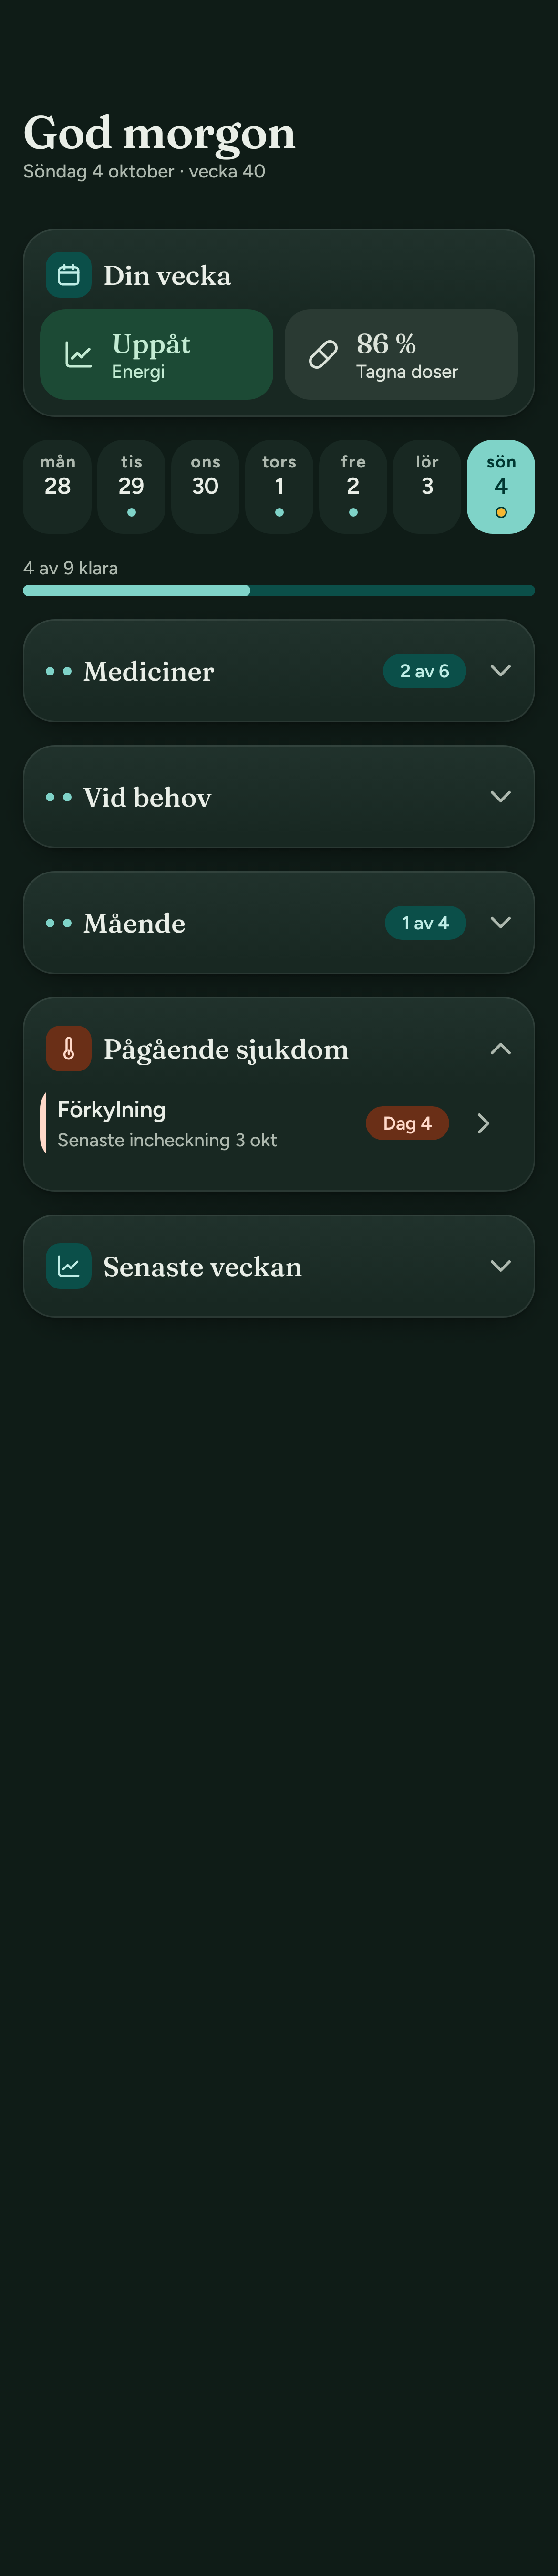 God morgon
Söndag 4 oktober · vecka 40
Din vecka
Uppåt
Energi
86 %
Tagna doser
mån tis ons tors fre lör sön
28 29 30 1 2 3 4
4 av 9 klara
Mediciner 2 av 6
Vid behov
Mående 1 av 4
Pågående sjukdom
Förkylning
Senaste incheckning 3 okt
Dag 4
Senaste veckan